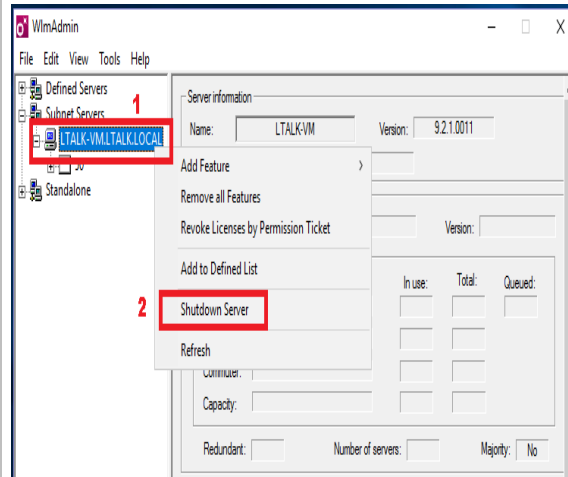 WlmAdmin
File Edit View Tools Help
Defined Servers
Subnet Servers
1
LTALK-VM.LTALK.LOCAL
Standalone
Server information
Name: LTALK-VM Version: 9.2.1.0011
Add Feature
Remove all Features
Revoke Licenses by Permission Ticket
Add to Defined List
2
Shutdown Server
Refresh
Version:
In use: Total: Queued:
Commuter:
Capacity:
Redundant: Number of servers: Majority: No